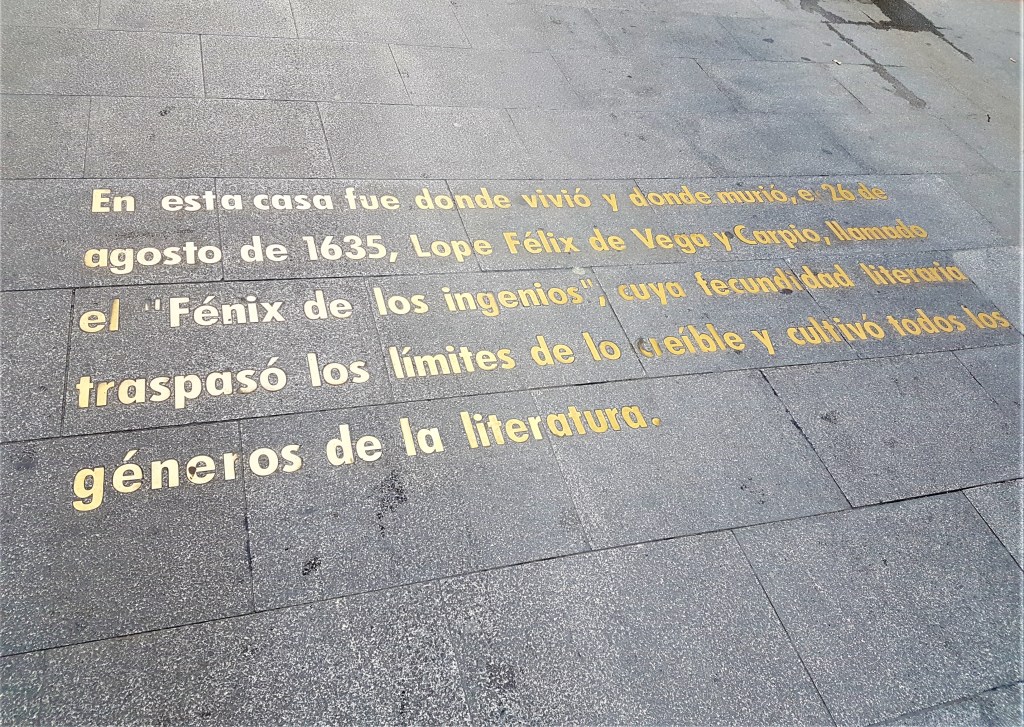 En esta casa fue donde vivió y donde murió, e. 26 de
agosto de 1635, Lope Félix de Vega y Carpio, llamado
el "Fénix de los ingenios", cuya fecundidad literaria
traspasó los límites de lo creíble y cultivó todos los
géneros de la literatura.